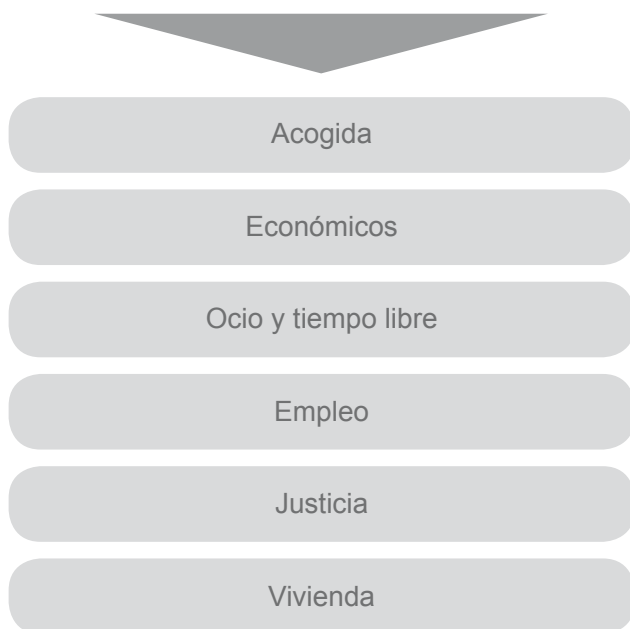 Acogida
Económicos
Ocio y tiempo libre
Empleo
Justicia
Vivienda